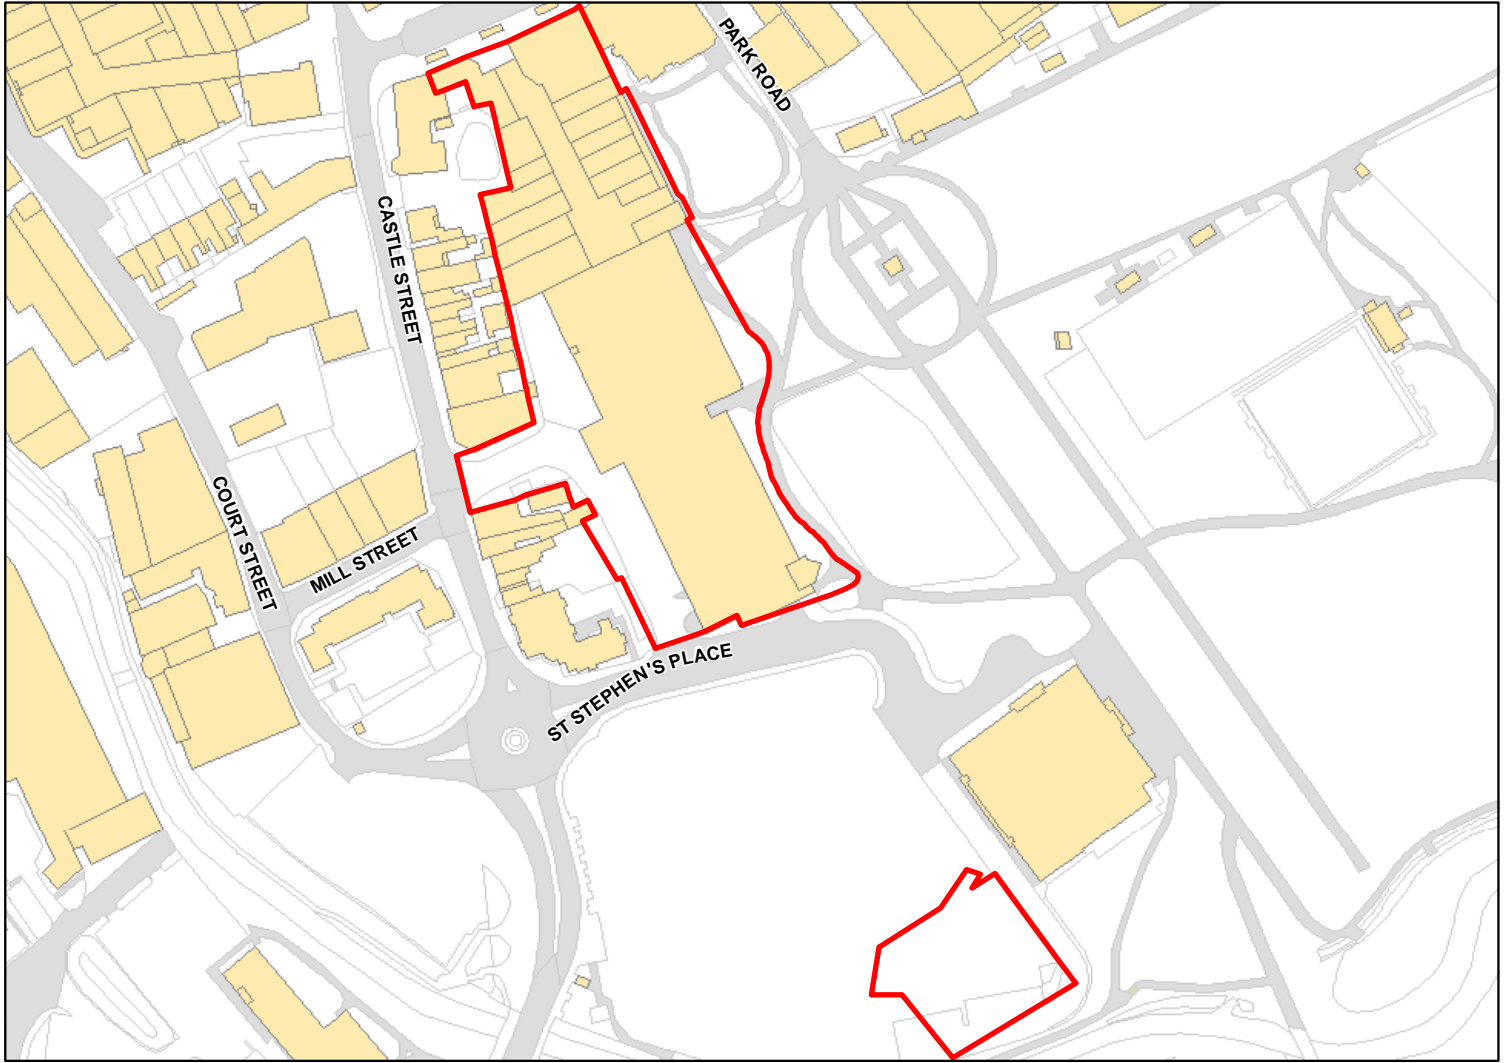 PARK ROAD
CASTLE STREET
COURT STREET
MILL STREET
ST STEPHEN'S PLACE